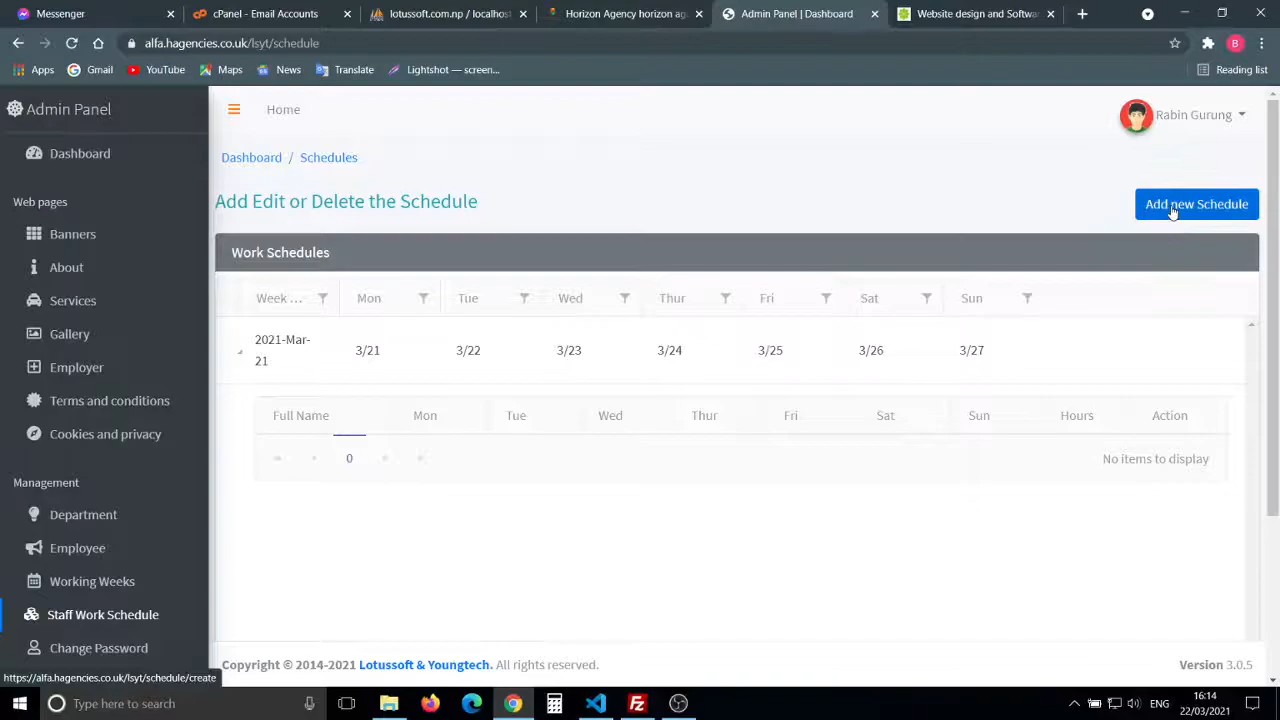 Messenger
cPanel - Email Accounts
lotussoft.com.np / localhos
Horizon Agency horizon ag
Admin Panel | Dashboard
Website design and Softwa
alfa.hagencies.co.uk/lsyt/schedule
B
Apps
Gmail
YouTube
Maps
News
Translate
Lightshot — screen...
Reading list
Admin Panel
Home
Rabin Gurung
Dashboard
Dashboard / Schedules
Web pages
Add Edit or Delete the Schedule
Add new Schedule
Banners
Work Schedules
About
Services
Week ...
Mon
Tue
Wed
Thur
Fri
Sat
Sun
Gallery
2021-Mar-
21
3/21
3/22
3/23
3/24
3/25
3/26
3/27
Employer
Terms and conditions
Full Name
Mon
Tue
Wed
Thur
Fri
Sat
Sun
Hours
Action
Cookies and privacy
0
No items to display
Management
Department
Employee
Working Weeks
Staff Work Schedule
Change Password
Copyright © 2014-2021 Lotussoft & Youngtech. All rights reserved.
Version 3.0.5
https://alfa.hagencies.co.uk/lsyt/schedule/create
Type here to search
ENG
16:14
22/03/2021